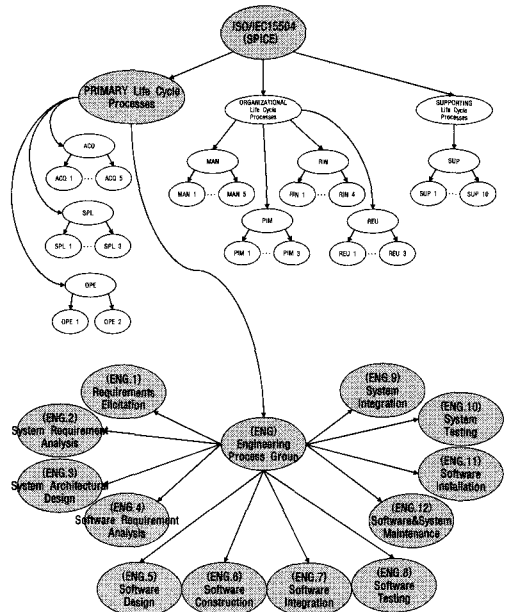 ISO/IEC15504
(SPICE)
PRIMARY Life Cycle
Processes
ORGANIZATIONAL
Life Cycle
Processes
SUPPORTING
Life Cycle
Processes
ACQ
ACQ 1 ... ACQ 5
SPL
SPL 1 ... SPL 3
OPE
OPE 1 OPE 2
MAN
MAN 1 ... MAN 5
RIN
RIN 1 ... RIN 4
PIM
PIM 1 ... PIM 3
REU
REU 1 ... REU 3
SUP
SUP 1 ... SUP 10
(ENG)
Engineering
Process Group
(ENG.1)
Requirements
Elicitation
(ENG.2)
System Requirement
Analysis
(ENG.3)
System Architectural
Design
(ENG.4)
Software Requirement
Analysis
(ENG.5)
Software
Design
(ENG.6)
Software
Construction
(ENG.7)
Software
Integration
(ENG.8)
Software
Testing
(ENG.9)
System
Integration
(ENG.10)
System
Testing
(ENG.11)
Software
Installation
(ENG.12)
Software&System
Maintenance